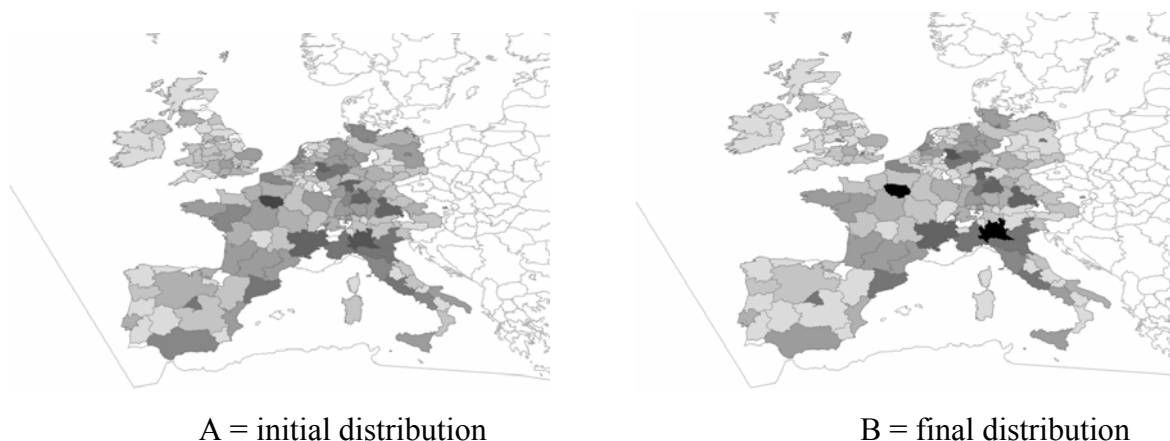 A = initial distribution
B = final distribution